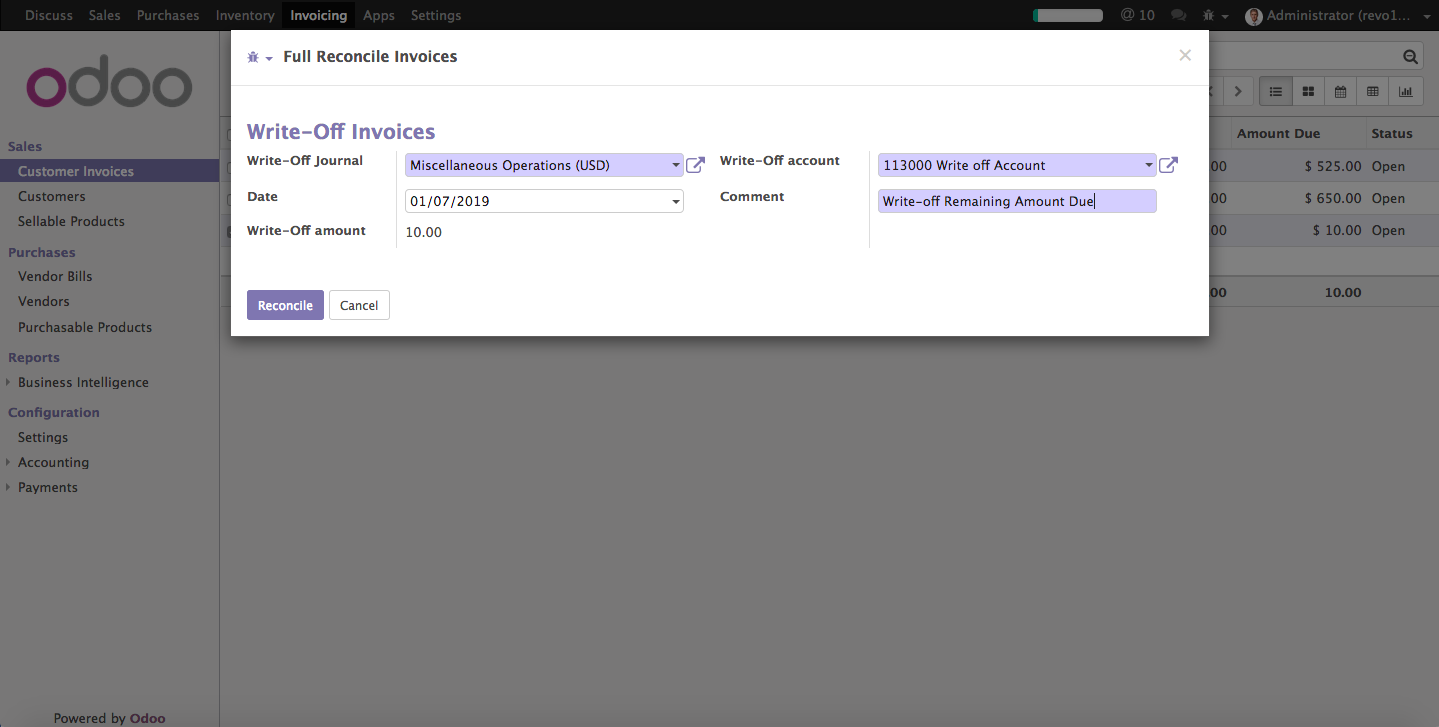 Discuss Sales Purchases Inventory Invoicing Apps Settings @ 10 Administrator (revo1...
odoo
Full Reconcile Invoices ×
Write-Off Invoices
Write-Off Journal Miscellaneous Operations (USD) Write-Off account 113000 Write off Account
Date 01/07/2019 Comment Write-off Remaining Amount Due
Write-Off amount 10.00
Reconcile Cancel
Sales
Customer Invoices
Customers
Sellable Products
Purchases
Vendor Bills
Vendors
Purchasable Products
Reports
Business Intelligence
Configuration
Settings
Accounting
Payments
Powered by Odoo
Amount Due Status
00 $ 525.00 Open
00 $ 650.00 Open
00 $ 10.00 Open
00 10.00